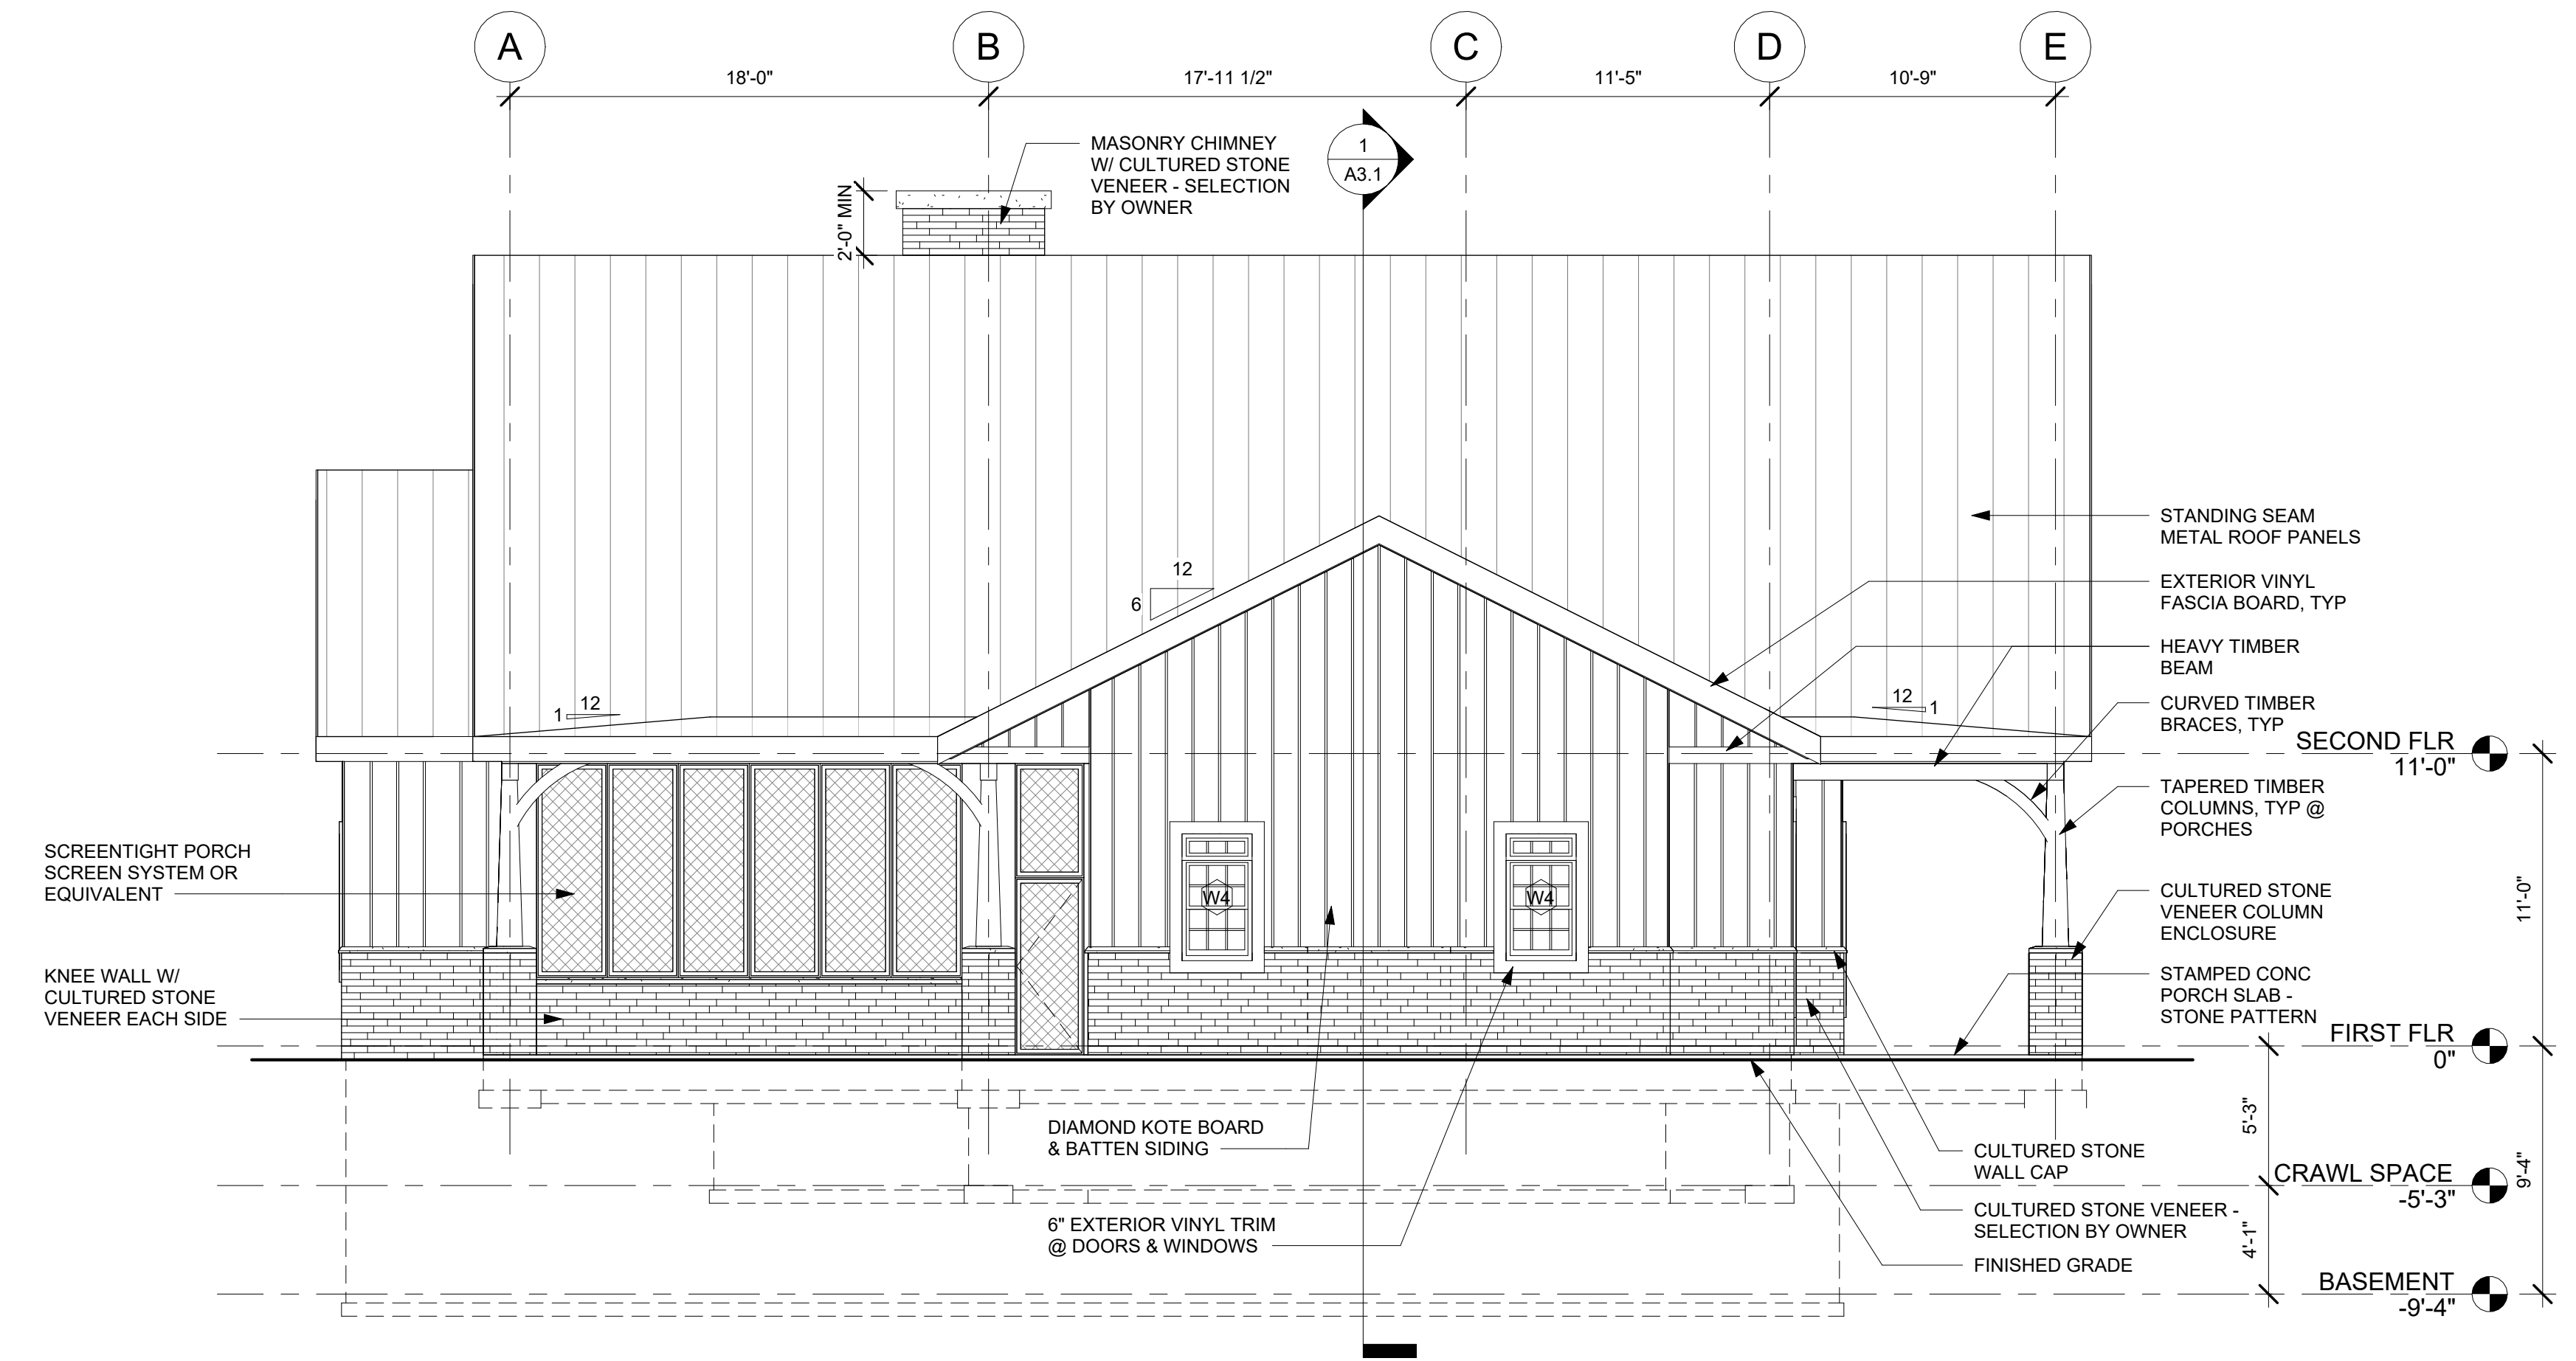 A B C D E
18'-0" 17'-11 1/2" 11'-5" 10'-9"
MASONRY CHIMNEY
W/ CULTURED STONE
VENEER - SELECTION
BY OWNER
1
A3.1
2'-0" MIN
STANDING SEAM
METAL ROOF PANELS
12
6
EXTERIOR VINYL
FASCIA BOARD, TYP
HEAVY TIMBER
BEAM
12
1
12
1
CURVED TIMBER
BRACES, TYP
SECOND FLR
11'-0"
TAPERED TIMBER
COLUMNS, TYP @
PORCHES
SCREENTIGHT PORCH
SCREEN SYSTEM OR
EQUIVALENT
W4 W4
CULTURED STONE
VENEER COLUMN
ENCLOSURE
11'-0"
KNEE WALL W/
CULTURED STONE
VENEER EACH SIDE
STAMPED CONC
PORCH SLAB -
STONE PATTERN
FIRST FLR
0"
DIAMOND KOTE BOARD
& BATTEN SIDING
5'-3"
CULTURED STONE
WALL CAP
CRAWL SPACE
-5'-3"
9'-4"
6" EXTERIOR VINYL TRIM
@ DOORS & WINDOWS
CULTURED STONE VENEER -
SELECTION BY OWNER
4'-1"
FINISHED GRADE
BASEMENT
-9'-4"